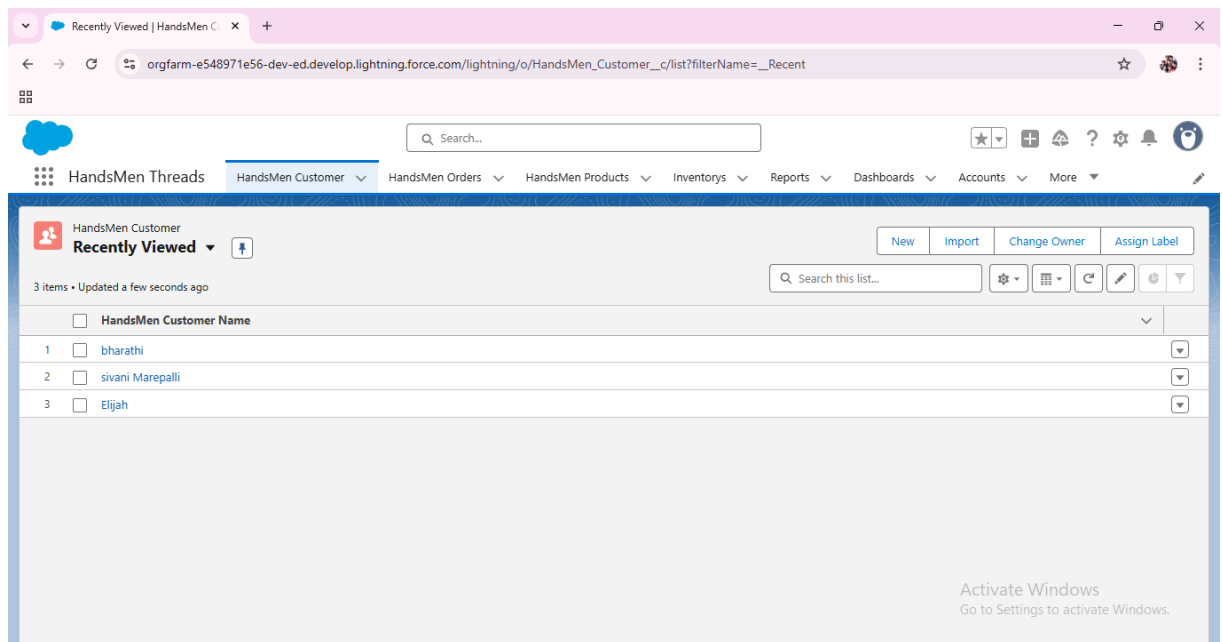 Recently Viewed | HandsMen C
orgfarm-e548971e56-dev-ed.develop.lightning.force.com/lightning/o/HandsMen_Customer__c/list?filterName=__Recent
Search...
HandsMen Threads HandsMen Customer HandsMen Orders HandsMen Products Inventory Reports Dashboards Accounts More
HandsMen Customer
Recently Viewed
New Import Change Owner Assign Label
Search this list...
3 items • Updated a few seconds ago
HandsMen Customer Name
1 bharathi
2 sivani Marepalli
3 Elijah
Activate Windows
Go to Settings to activate Windows.